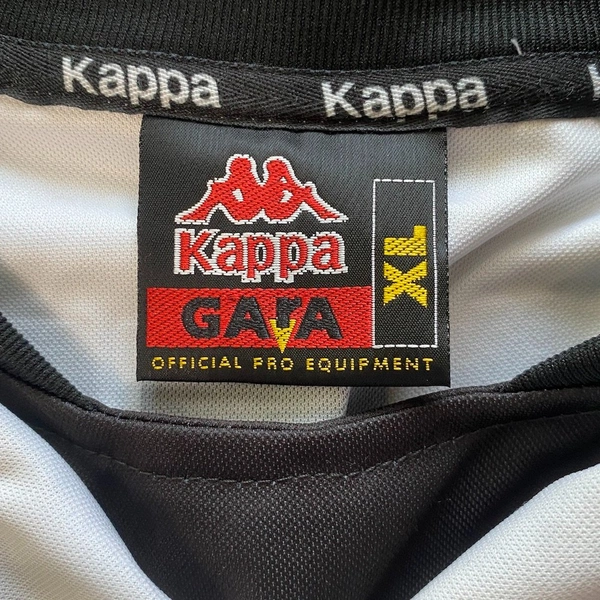 Kappa Kappa
Kappa
XL
GARA
OFFICIAL PRO EQUIPMENT